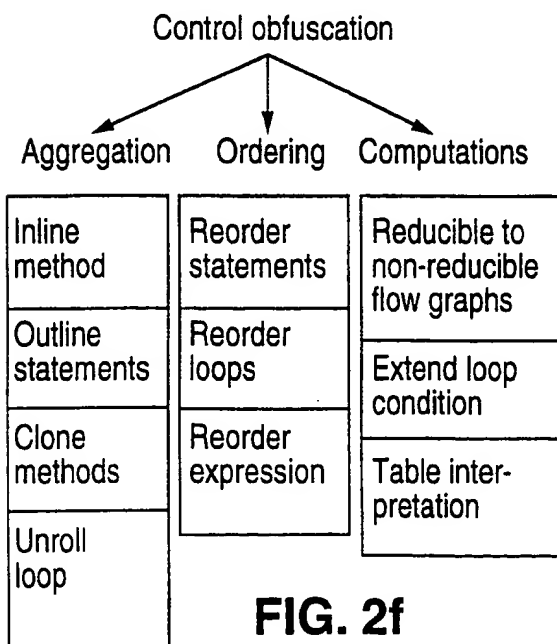 Control obfuscation
Aggregation
Ordering
Computations
Inline
method
Outline
statements
Clone
methods
Unroll
loop
Reorder
statements
Reorder
loops
Reorder
expression
Reducible to
non-reducible
flow graphs
Extend loop
condition
Table inter-
pretation
FIG. 2f